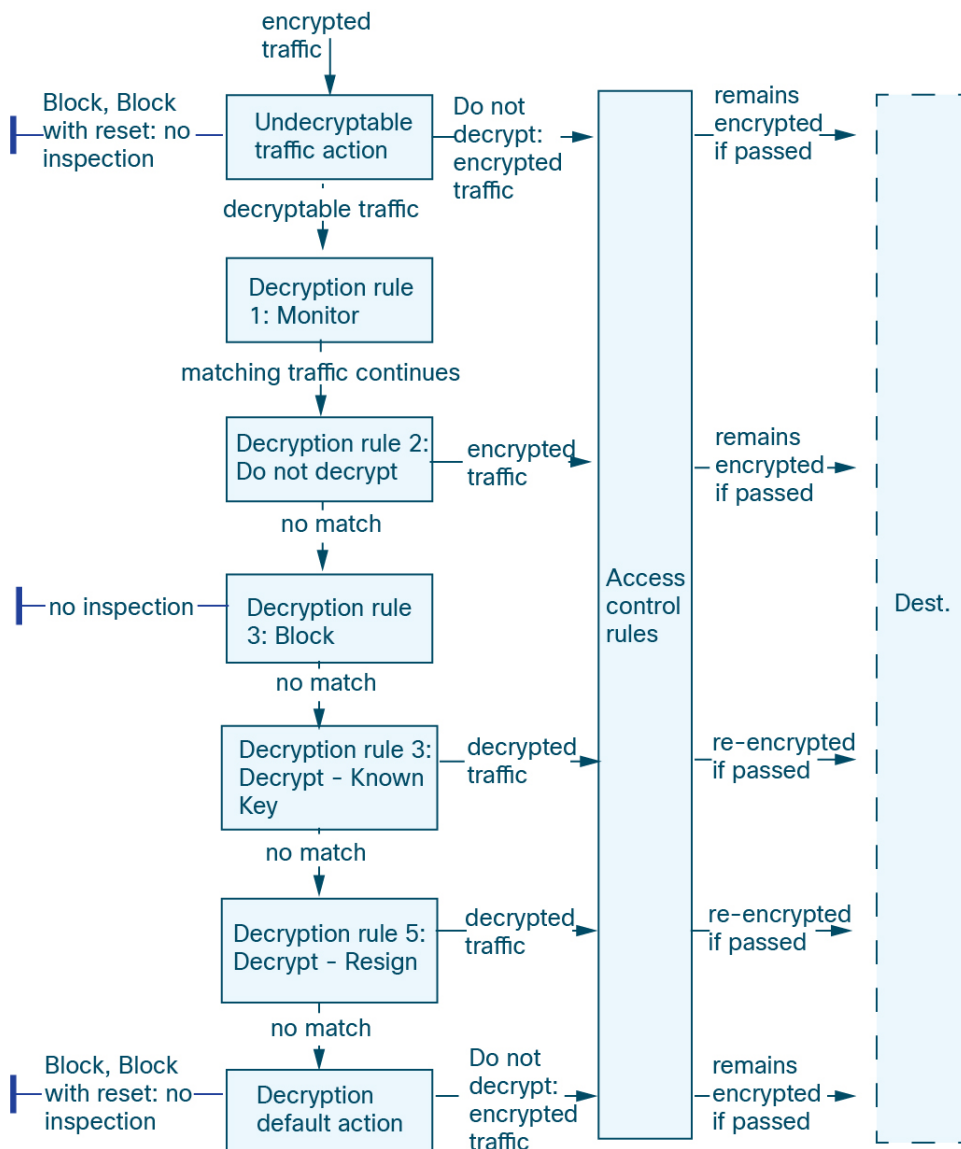 encrypted
traffic
Block, Block
with reset: no
inspection
Undecryptable
traffic action
Do not
decrypt:
encrypted
traffic
remains
encrypted
if passed
decryptable traffic
Decryption rule
1: Monitor
matching traffic continues
Decryption rule 2:
Do not decrypt
encrypted
traffic
remains
encrypted
if passed
no match
no inspection
Decryption rule
3: Block
Access
control
rules
Dest.
no match
Decryption rule 3:
Decrypt - Known
Key
decrypted
traffic
re-encrypted
if passed
no match
Decryption rule 5:
Decrypt - Resign
decrypted
traffic
re-encrypted
if passed
no match
Block, Block
with reset: no
inspection
Decryption
default action
Do not
decrypt:
encrypted
traffic
remains
encrypted
if passed